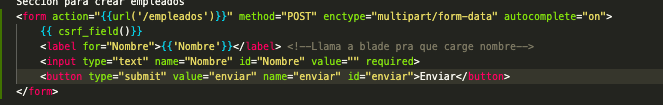 Seccion para crear empleados
<form action="{{url('/empleados')}}" method="POST" enctype="multipart/form-data" autocomplete="on">
{{ csrf_field()}}
<label for="Nombre">{{'Nombre'}}</label> <!--Llama a blade pra que carge nombre-->
<input type="text" name="Nombre" id="Nombre" value="" required>
<button type="submit" value="enviar" name="enviar" id="enviar">Enviar</button>
</form>